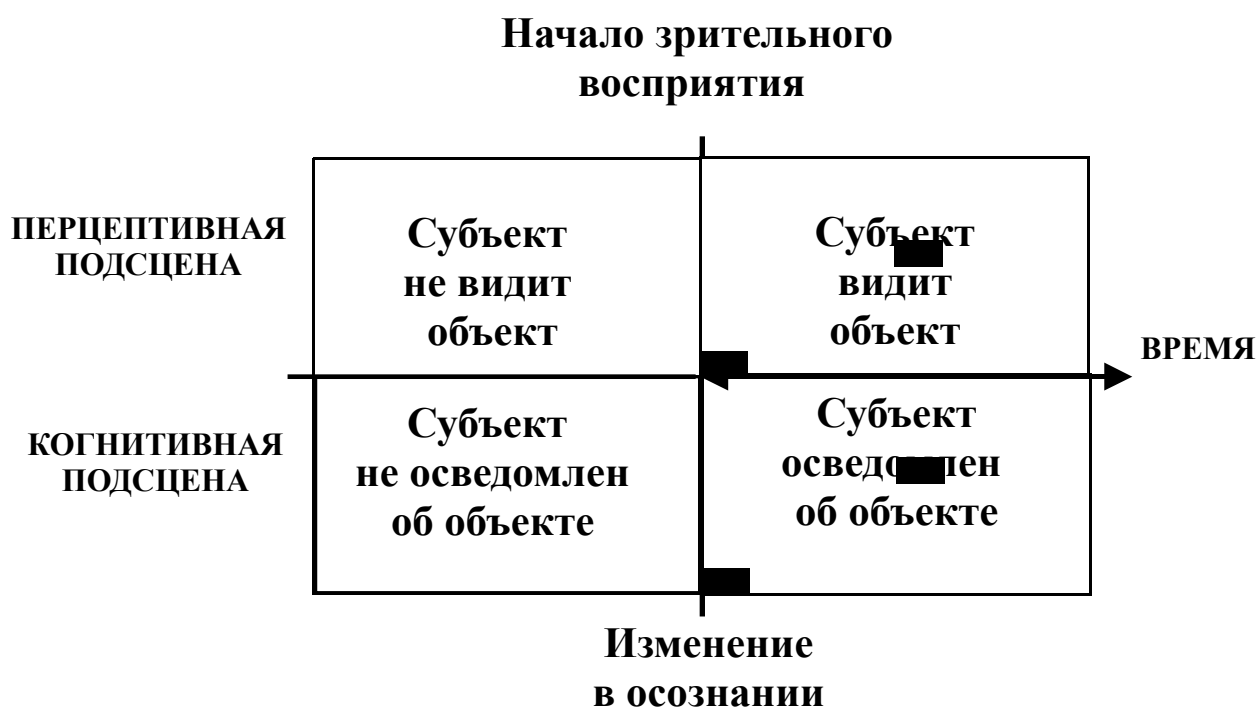 Начало зрительного
восприятия
ПЕРЦЕПТИВНАЯ
ПОДСЦЕНА
Субъект
не видит
объект
Субъект
видит
объект
ВРЕМЯ
КОГНИТИВНАЯ
ПОДСЦЕНА
Субъект
не осведомлен
об объекте
Субъект
осведомлен
об объекте
Изменение
в осознании